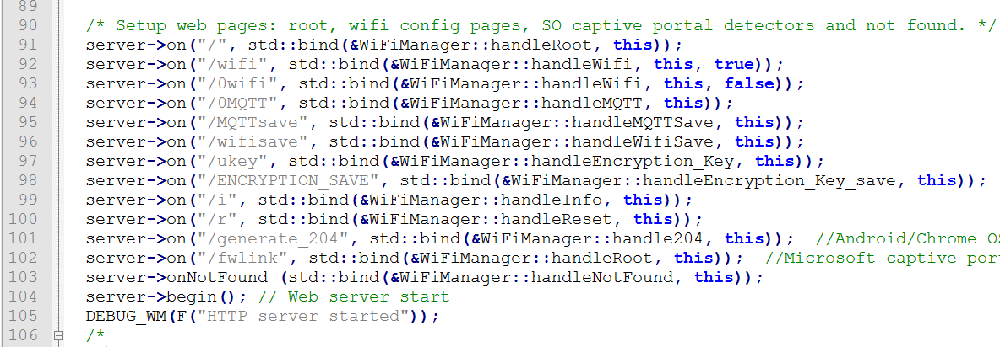 89
90 /* Setup web pages: root, wifi config pages, SO captive portal detectors and not found. */
91 server->on("/", std::bind(&WiFiManager::handleRoot, this));
92 server->on("/wifi", std::bind(&WiFiManager::handleWifi, this, true));
93 server->on("/0wifi", std::bind(&WiFiManager::handleWifi, this, false));
94 server->on("/0MQTT", std::bind(&WiFiManager::handleMQTT, this));
95 server->on("/MQTTsave", std::bind(&WiFiManager::handleMQTTSave, this));
96 server->on("/wifisave", std::bind(&WiFiManager::handleWifiSave, this));
97 server->on("/ukey", std::bind(&WiFiManager::handleEncryption_Key, this));
98 server->on("/ENCRYPTION_SAVE", std::bind(&WiFiManager::handleEncryption_Key_save, this));
99 server->on("/i", std::bind(&WiFiManager::handleInfo, this));
100 server->on("/r", std::bind(&WiFiManager::handleReset, this));
101 server->on("/generate_204", std::bind(&WiFiManager::handle204, this)); //Android/Chrome OS
102 server->on("/fwlink", std::bind(&WiFiManager::handleRoot, this)); //Microsoft captive por
103 server->onNotFound (std::bind(&WiFiManager::handleNotFound, this));
104 server->begin(); // Web server start
105 DEBUG_WM(F("HTTP server started"));
106 /*